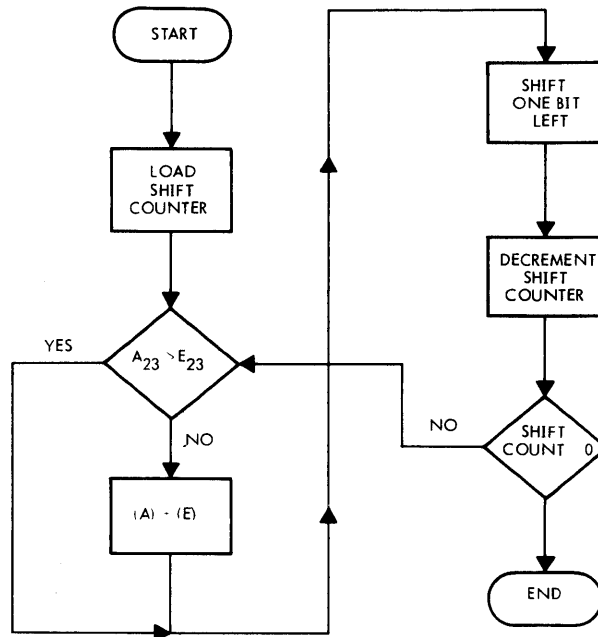 START
LOAD
SHIFT
COUNTER
YES
A23 > E23
NO
(A) - (E)
SHIFT
ONE BIT
LEFT
DECREMENT
SHIFT
COUNTER
NO
SHIFT
COUNT 0
END